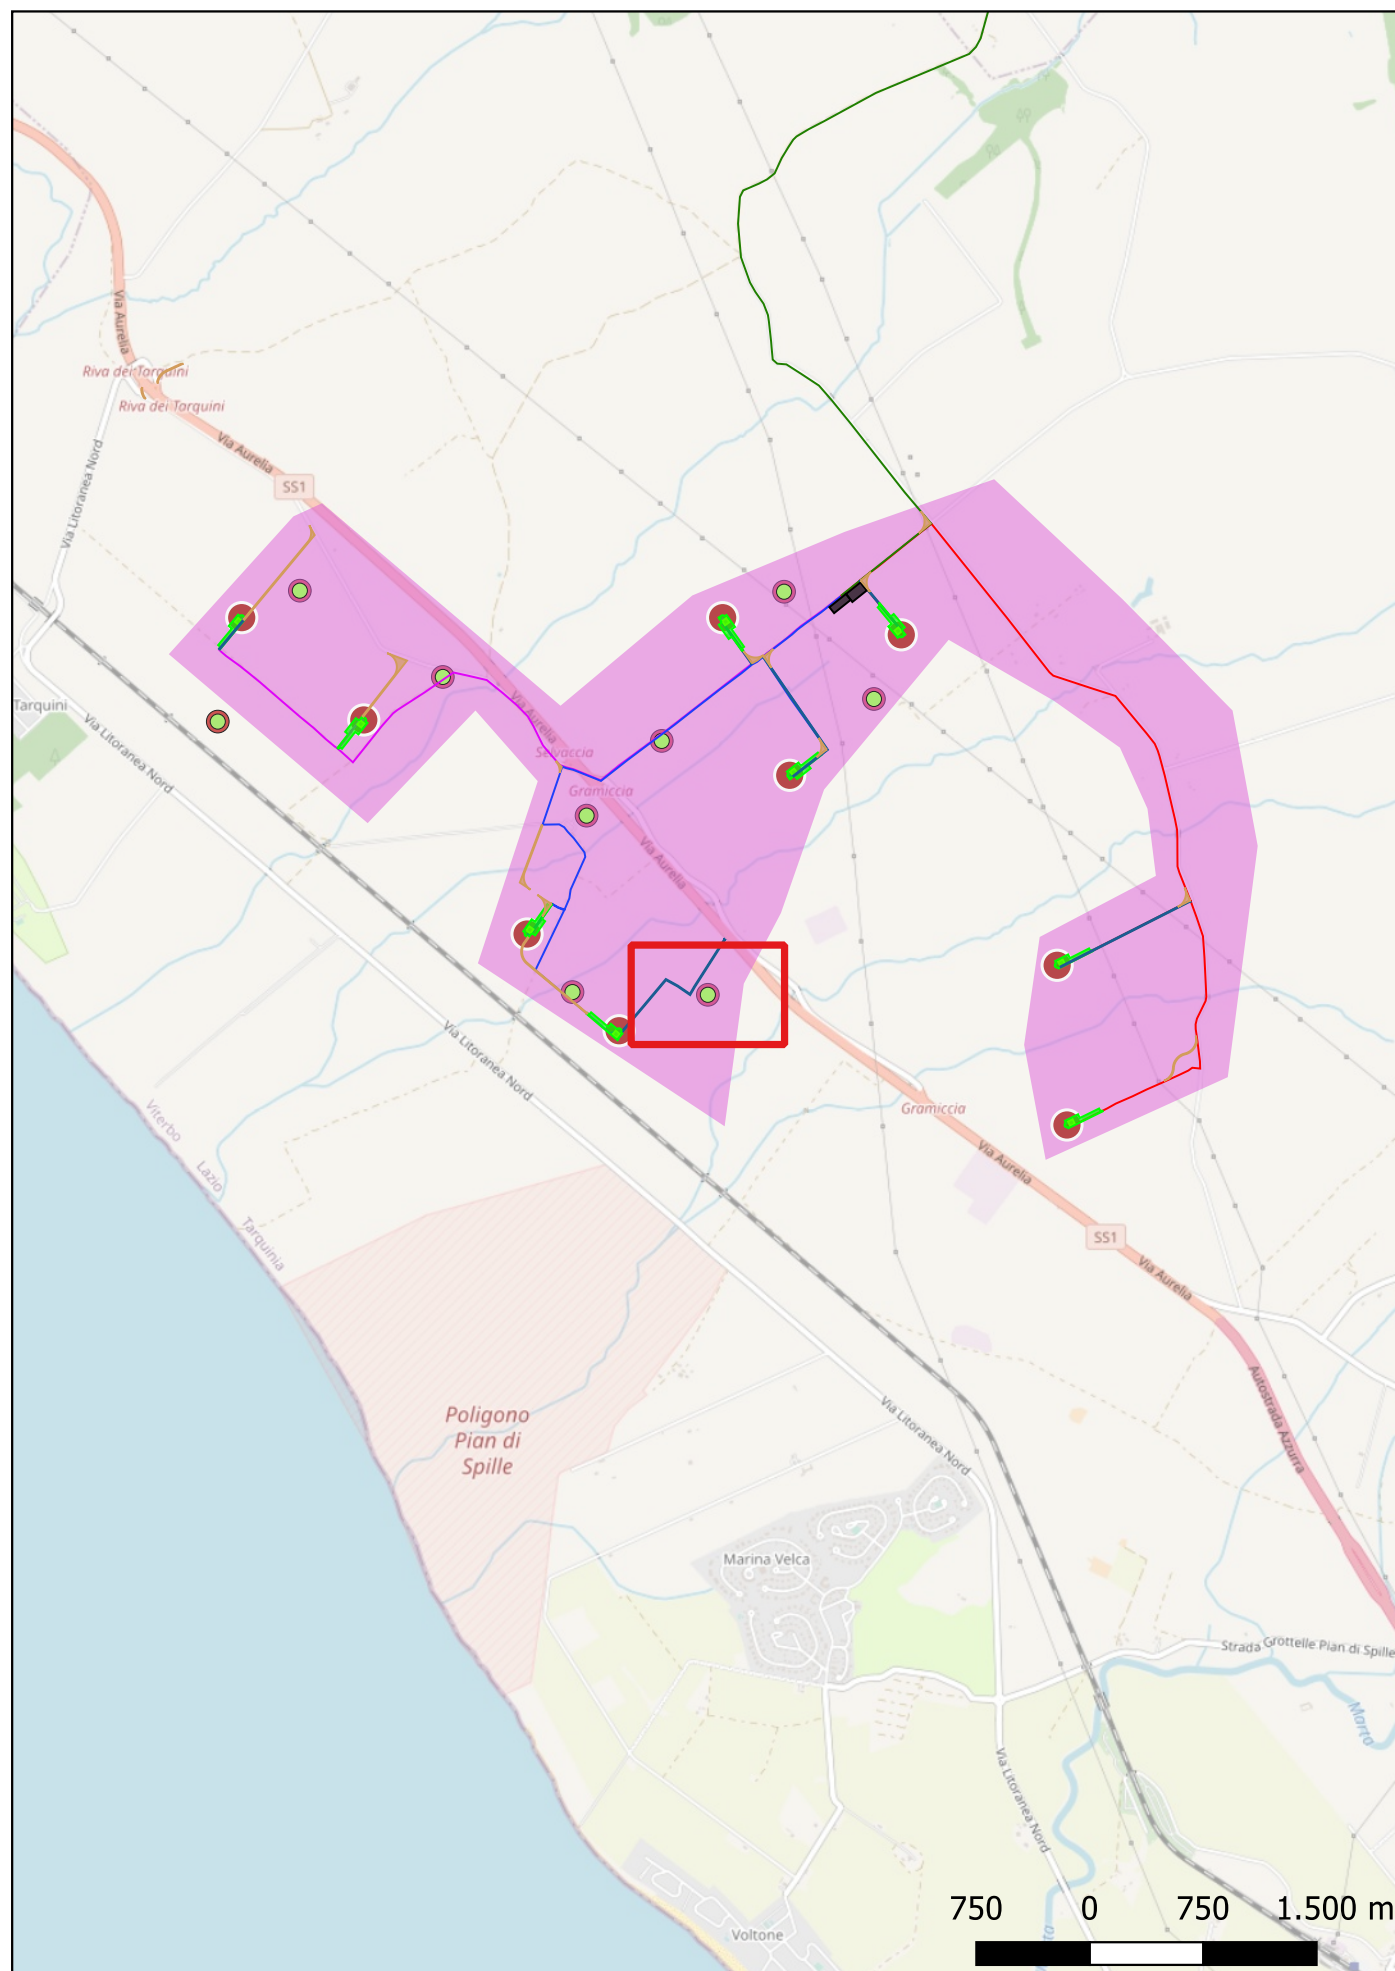 Via Aurelia
Riva dei Tarquini
Riva dei Tarquini
Via Aurelia
Via Litoranea Nord
SS1
Tarquini
Via Litoranea Nord
Via Aurelia
Selvaccia
Gramiccia
Via Aurelia
Via Litoranea Nord
Gramiccia
Via Aurelia
Viterbo
Lazio
Tarquinia
SS1
Via Aurelia
Autostrada Azzurra
Poligono
Pian di
Spille
Via Litoranea Nord
Marina Velca
Strada Grottelle Pian di Spille
Marta
Via Litoranea Nord
Voltone
750 0 750 1.500 m